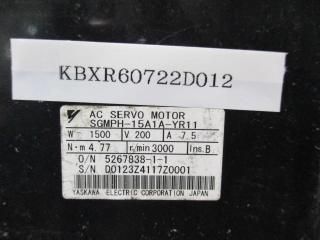 KBXR60722D012
AC SERVO MOTOR
SGMPH-15A1A-YR11
W 1500 V 200 A 7.5
N·m 4.77 r/min 3000 Ins.B
O/N 5267838-1-1
S/N D0123Z4117Z0001
YASKAWA ELECTRIC CORPORATION JAPAN